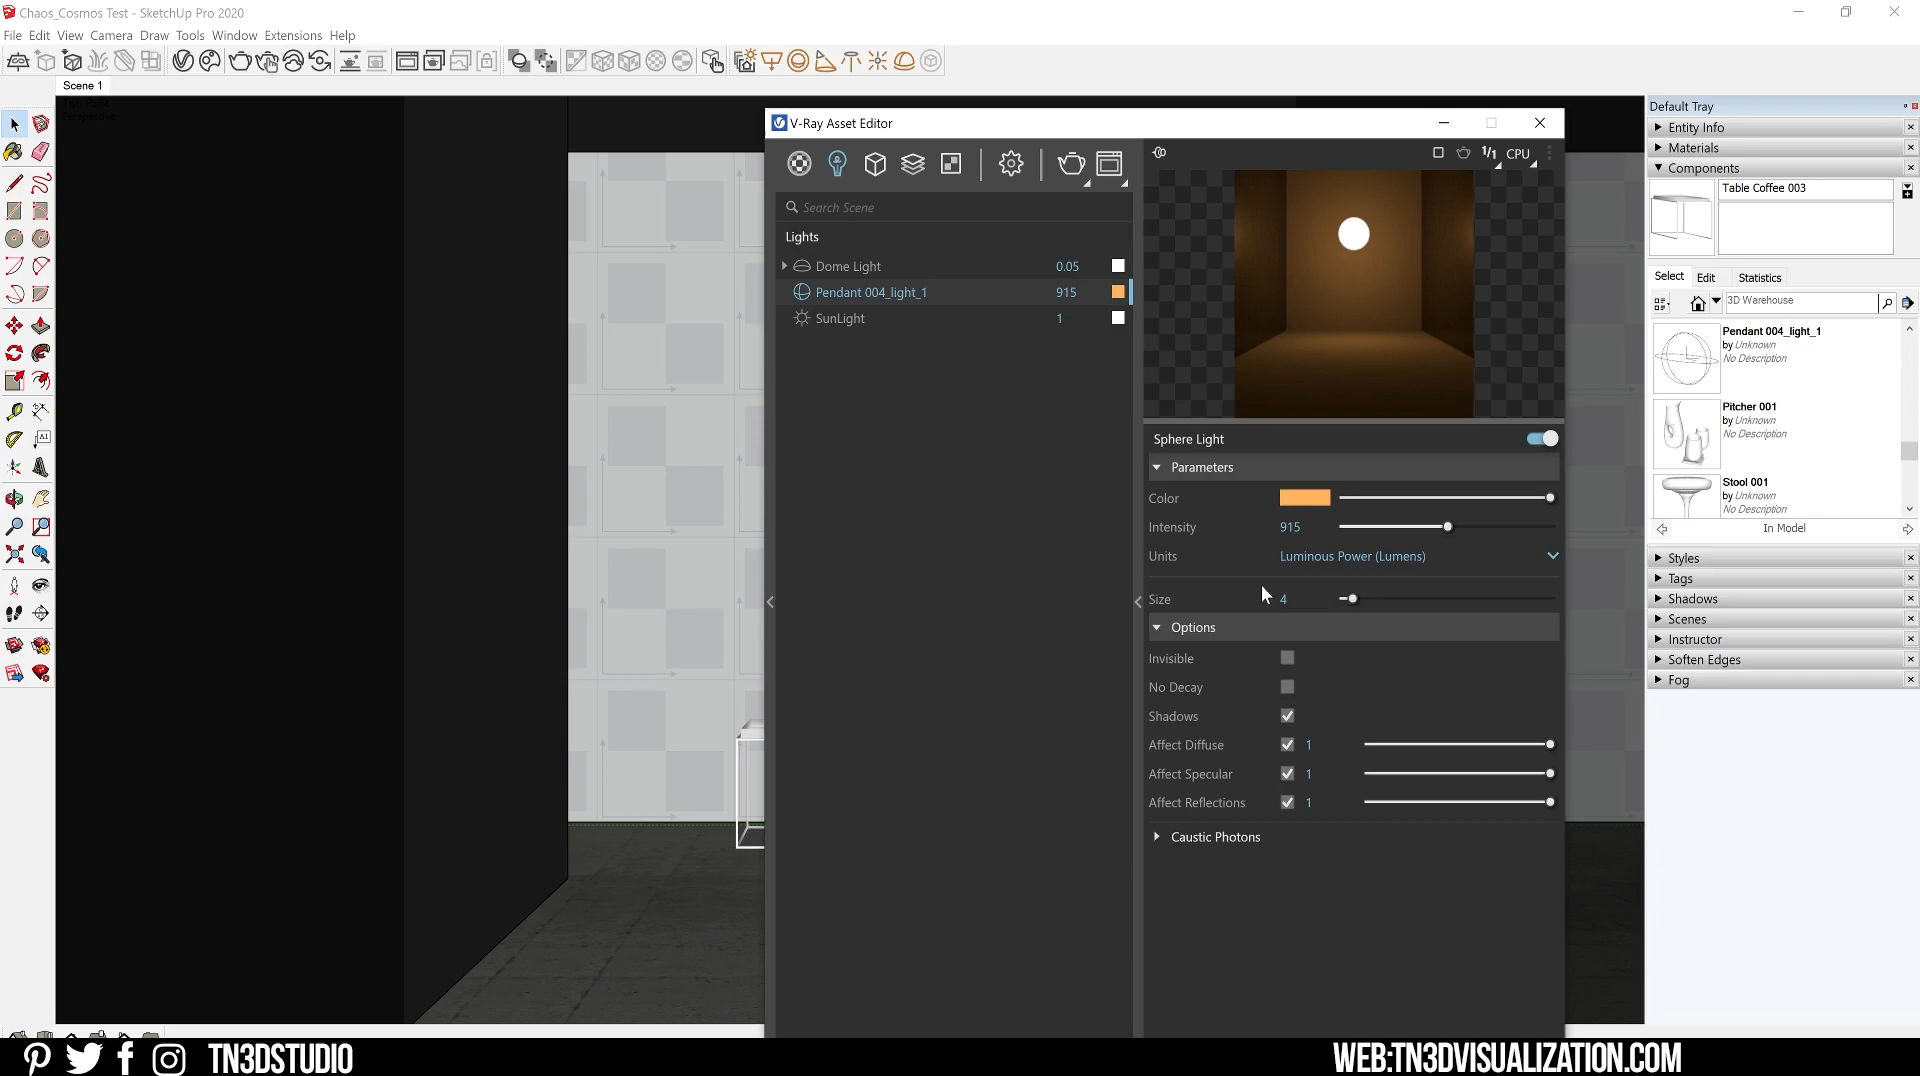 Chaos_Cosmos Test - SketchUp Pro 2020
File Edit View Camera Draw Tools Window Extensions Help
Scene 1
Two Point
Perspective
V-Ray Asset Editor
Search Scene
Lights
Dome Light 0.05
Pendant 004_light_1 915
SunLight 1
1/1 CPU
Sphere Light
Parameters
Color
Intensity 915
Units Luminous Power (Lumens)
Size 4
Options
Invisible
No Decay
Shadows
Affect Diffuse 1
Affect Specular 1
Affect Reflections 1
Caustic Photons
Default Tray
Entity Info
Materials
Components
Table Coffee 003
Select Edit Statistics
3D Warehouse
Pendant 004_light_1
by Unknown
No Description
Pitcher 001
by Unknown
No Description
Stool 001
by Unknown
No Description
In Model
Styles
Tags
Shadows
Scenes
Instructor
Soften Edges
Fog
TN3DSTUDIO
WEB:TN3DVISUALIZATION.COM